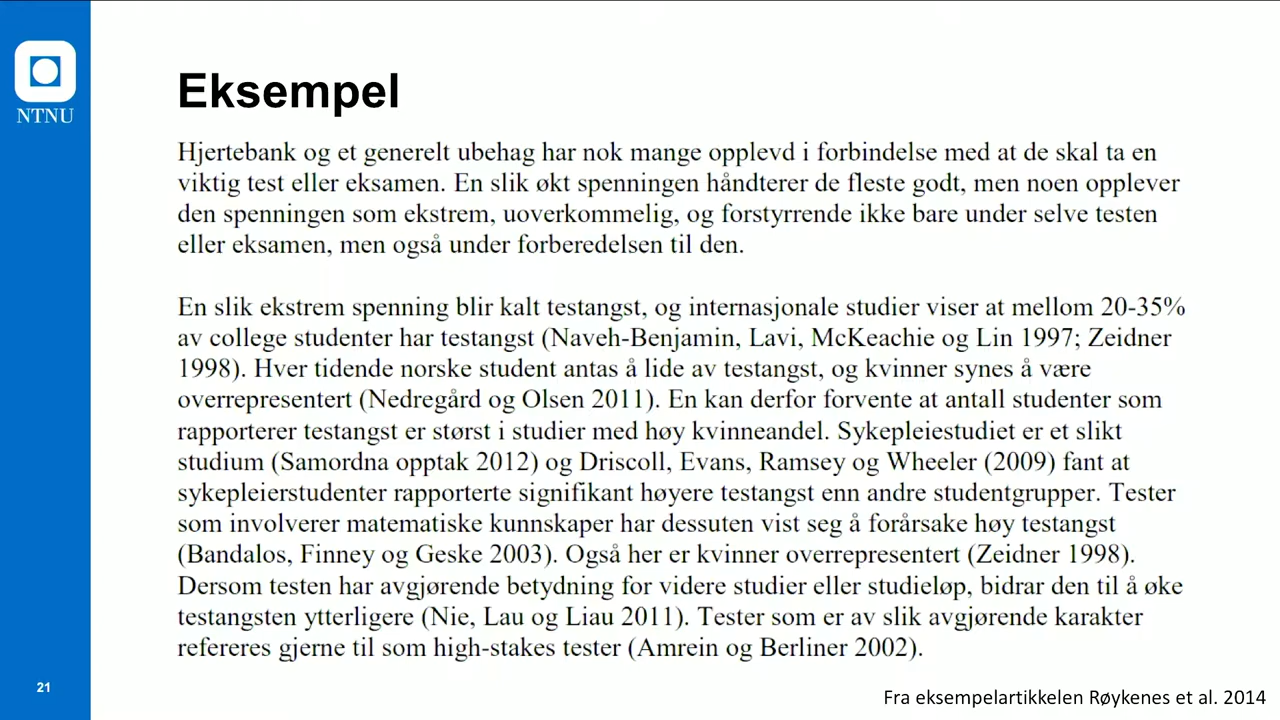 NTNU
Eksempel
Hjertebank og et generelt ubehag har nok mange opplevd i forbindelse med at de skal ta en
viktig test eller eksamen. En slik økt spenningen håndterer de fleste godt, men noen opplever
den spenningen som ekstrem, uoverkommelig, og forstyrrende ikke bare under selve testen
eller eksamen, men også under forberedelsen til den.
En slik ekstrem spenning blir kalt testangst, og internasjonale studier viser at mellom 20-35%
av college studenter har testangst (Naveh-Benjamin, Lavi, McKeachie og Lin 1997; Zeidner
1998). Hver tidende norske student antas å lide av testangst, og kvinner synes å være
overrepresentert (Nedregård og Olsen 2011). En kan derfor forvente at antall studenter som
rapporterer testangst er størst i studier med høy kvinneandel. Sykepleiestudiet er et slikt
studium (Samordna opptak 2012) og Driscoll, Evans, Ramsey og Wheeler (2009) fant at
sykepleierstudenter rapporterte signifikant høyere testangst enn andre studentgrupper. Tester
som involverer matematiske kunnskaper har dessuten vist seg å forårsake høy testangst
(Bandalos, Finney og Geske 2003). Også her er kvinner overrepresentert (Zeidner 1998).
Dersom testen har avgjørende betydning for videre studier eller studieløp, bidrar den til å øke
testangsten ytterligere (Nie, Lau og Liau 2011). Tester som er av slik avgjørende karakter
refereres gjerne til som high-stakes tester (Amrein og Berliner 2002).
21
Fra eksempelartikkelen Røykenes et al. 2014